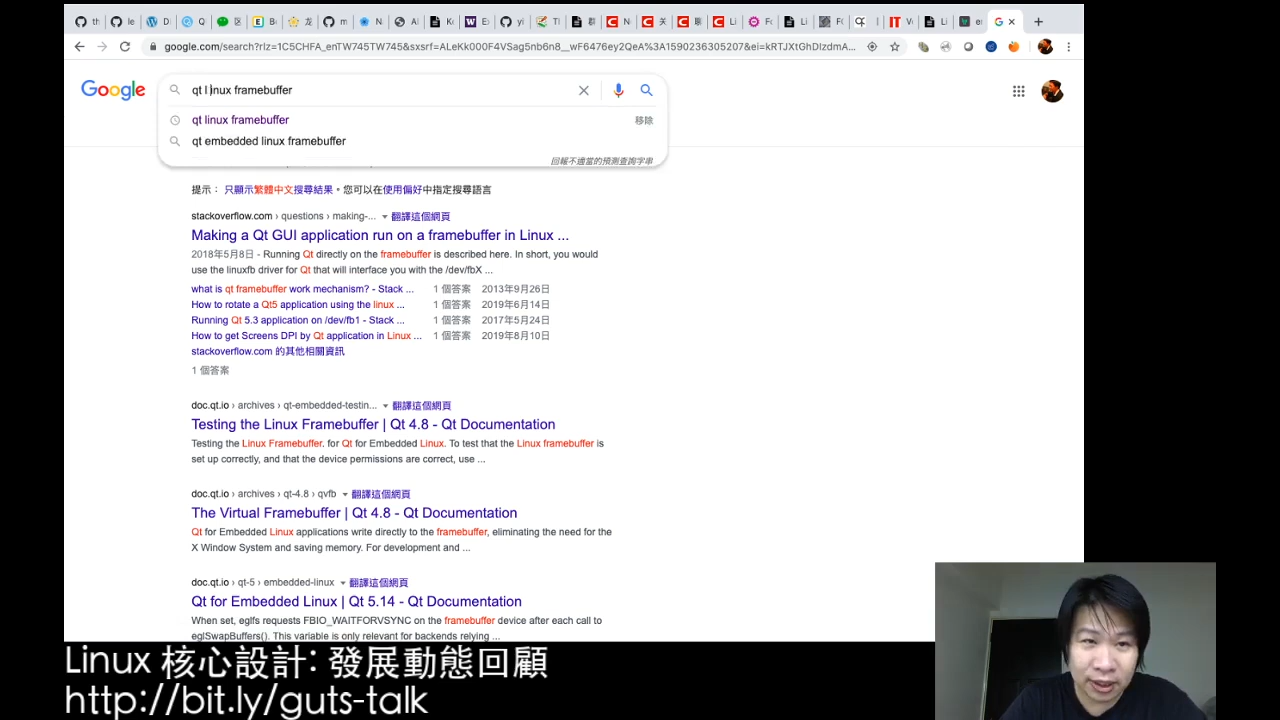 th
le
D
Q
区
E
B
龙
m
N
Al
Ke
E
yi
Tl
群
N
关
聊
Li
Fo
Li
F
IT
V
Li
et
google.com/search?rlz=1C5CHFA_enTW745TW745&sxsrf=ALeKk000F4VSag5nb6n8__wF6476ey2QeA%3A1590236305207&ei=kRTJXtGhDIzdmA...
Google
qt l inux framebuffer
qt linux framebuffer 移除
qt embedded linux framebuffer
回報不適當的預測查詢字串
提示： 只顯示繁體中文搜尋結果。您可以在使用偏好中指定搜尋語言
stackoverflow.com › questions › making-... ▼ 翻譯這個網頁
Making a Qt GUI application run on a framebuffer in Linux ...
2018年5月8日 - Running Qt directly on the framebuffer is described here. In short, you would
use the linuxfb driver for Qt that will interface you with the /dev/fbX ...
what is qt framebuffer work mechanism? - Stack ... 1 個答案 2013年9月26日
How to rotate a Qt5 application using the linux ... 1 個答案 2019年6月14日
Running Qt 5.3 application on /dev/fb1 - Stack ... 1 個答案 2017年5月24日
How to get Screens DPI by Qt application in Linux ... 1 個答案 2019年8月10日
stackoverflow.com 的其他相關資訊
1 個答案
doc.qt.io › archives › qt-embedded-testin... ▼ 翻譯這個網頁
Testing the Linux Framebuffer | Qt 4.8 - Qt Documentation
Testing the Linux Framebuffer. for Qt for Embedded Linux. To test that the Linux framebuffer is
set up correctly, and that the device permissions are correct, use ...
doc.qt.io › archives › qt-4.8 › qvfb ▼ 翻譯這個網頁
The Virtual Framebuffer | Qt 4.8 - Qt Documentation
Qt for Embedded Linux applications write directly to the framebuffer, eliminating the need for the
X Window System and saving memory. For development and ...
doc.qt.io › qt-5 › embedded-linux ▼ 翻譯這個網頁
Qt for Embedded Linux | Qt 5.14 - Qt Documentation
When set, eglfs requests FBIO_WAITFORVSYNC on the framebuffer device after each call to
eglSwapBuffers(). This variable is only relevant for backends relying ...
Linux 核心設計: 發展動態回顧
http://bit.ly/guts-talk